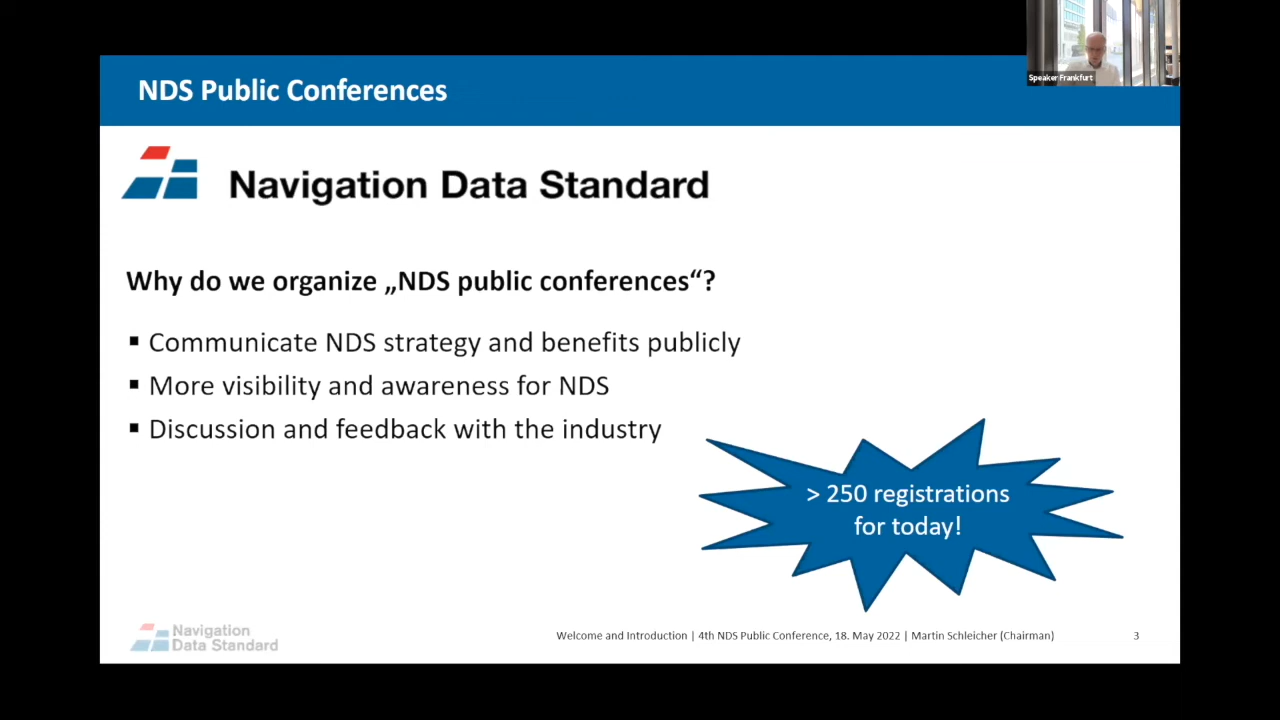 Speaker Frankfurt
NDS Public Conferences
Navigation Data Standard
Why do we organize „NDS public conferences“?
▪ Communicate NDS strategy and benefits publicly
▪ More visibility and awareness for NDS
▪ Discussion and feedback with the industry
> 250 registrations
for today!
Navigation
Data Standard
Welcome and Introduction | 4th NDS Public Conference, 18. May 2022 | Martin Schleicher (Chairman)
3